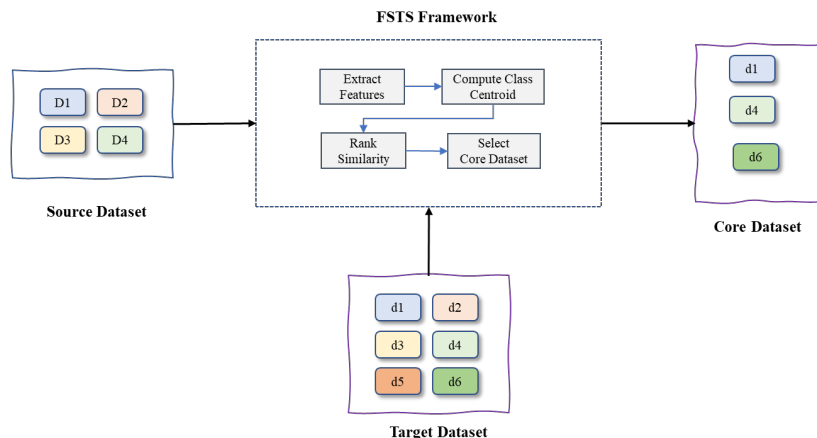 FSTS Framework
Extract
Features
Compute Class
Centroid
Rank
Similarity
Select
Core Dataset
D1
D2
D3
D4
Source Dataset
d1
d4
d6
Core Dataset
d1
d2
d3
d4
d5
d6
Target Dataset